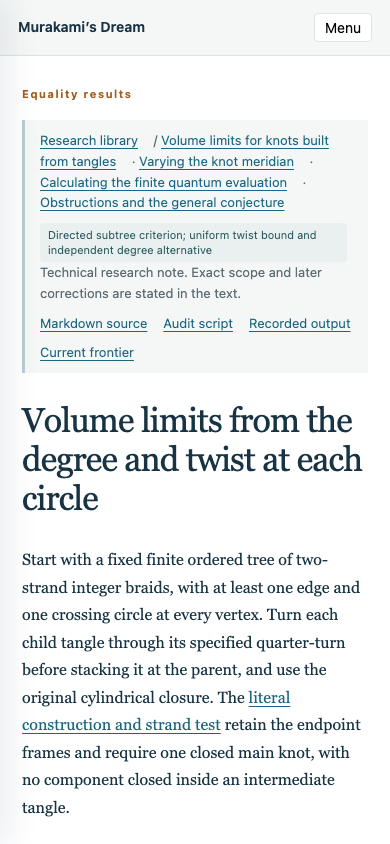 Murakami's Dream
Menu
Equality results
Research library / Volume limits for knots built
from tangles · Varying the knot meridian ·
Calculating the finite quantum evaluation ·
Obstructions and the general conjecture
Directed subtree criterion; uniform twist bound and
independent degree alternative
Technical research note. Exact scope and later
corrections are stated in the text.
Markdown source Audit script Recorded output
Current frontier
Volume limits from the
degree and twist at each
circle
Start with a fixed finite ordered tree of two-
strand integer braids, with at least one edge and
one crossing circle at every vertex. Turn each
child tangle through its specified quarter-turn
before stacking it at the parent, and use the
original cylindrical closure. The literal
construction and strand test retain the endpoint
frames and require one closed main knot, with
no component closed inside an intermediate
tangle.